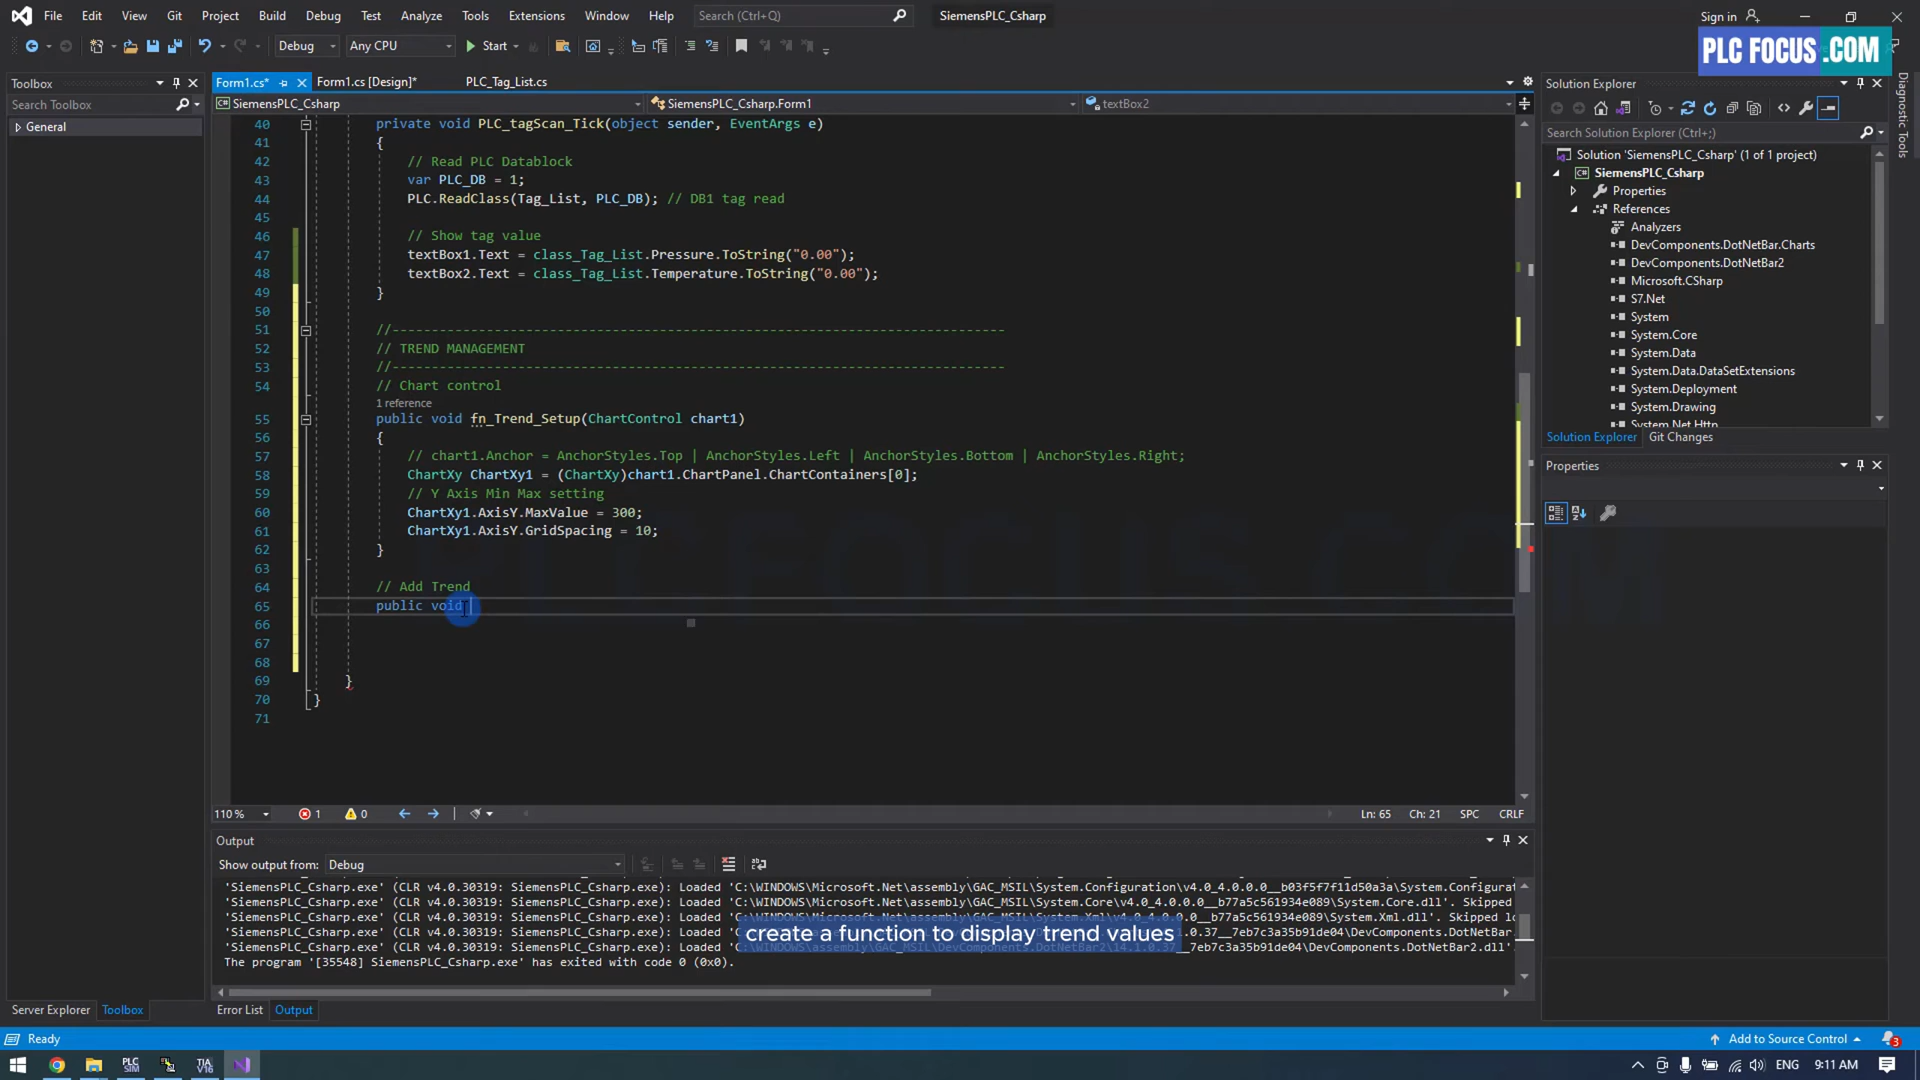 File Edit View Git Project Build Debug Test Analyze Tools Extensions Window Help Search (Ctrl+Q) SiemensPLC_Csharp Sign in
PLC FOCUS .COM
Debug Any CPU Start
Toolbox
Search Toolbox
General
Form1.cs* Form1.cs [Design]* PLC_Tag_List.cs
SiemensPLC_Csharp SiemensPLC_Csharp.Form1 textBox2
40 private void PLC_tagScan_Tick(object sender, EventArgs e)
41 {
42 // Read PLC Datablock
43 var PLC_DB = 1;
44 PLC.ReadClass(Tag_List, PLC_DB); // DB1 tag read
45
46 // Show tag value
47 textBox1.Text = class_Tag_List.Pressure.ToString("0.00");
48 textBox2.Text = class_Tag_List.Temperature.ToString("0.00");
49 }
50
51 //------------------------------------------------------------------------------
52 // TREND MANAGEMENT
53 //------------------------------------------------------------------------------
54 // Chart control
1 reference
55 public void fn_Trend_Setup(ChartControl chart1)
56 {
57 // chart1.Anchor = AnchorStyles.Top | AnchorStyles.Left | AnchorStyles.Bottom | AnchorStyles.Right;
58 ChartXy ChartXy1 = (ChartXy)chart1.ChartPanel.ChartContainers[0];
59 // Y Axis Min Max setting
60 ChartXy1.AxisY.MaxValue = 300;
61 ChartXy1.AxisY.GridSpacing = 10;
62 }
63
64 // Add Trend
65 public void
66
67
68
69 }
70 }
71
110 % 1 0 Ln: 65 Ch: 21 SPC CRLF
Output
Show output from: Debug
'SiemensPLC_Csharp.exe' (CLR v4.0.30319: SiemensPLC_Csharp.exe): Loaded 'C:\WINDOWS\Microsoft.Net\assembly\GAC_MSIL\System.Configuration\v4.0_4.0.0.0__b03f5f7f11d50a3a\System.Configurat
'SiemensPLC_Csharp.exe' (CLR v4.0.30319: SiemensPLC_Csharp.exe): Loaded 'C:\WINDOWS\Microsoft.Net\assembly\GAC_MSIL\System.Core\v4.0_4.0.0.0__b77a5c561934e089\System.Core.dll'. Skipped lo
'SiemensPLC_Csharp.exe' (CLR v4.0.30319: SiemensPLC_Csharp.exe): Loaded
'SiemensPLC_Csharp.exe' (CLR v4.0.30319: SiemensPLC_Csharp.exe): Loaded
'SiemensPLC_Csharp.exe' (CLR v4.0.30319: SiemensPLC_Csharp.exe): Loaded
The program '[35548] SiemensPLC_Csharp.exe' has exited with code 0 (0x0).
create a function to display trend values
Server Explorer Toolbox Error List Output
Solution Explorer
Search Solution Explorer (Ctrl+;)
Solution 'SiemensPLC_Csharp' (1 of 1 project)
SiemensPLC_Csharp
Properties
References
Analyzers
DevComponents.DotNetBar.Charts
DevComponents.DotNetBar2
Microsoft.CSharp
S7.Net
System
System.Core
System.Data
System.Data.DataSetExtensions
System.Deployment
System.Drawing
System.Net.Http
Solution Explorer Git Changes
Properties
Diagnostic Tools
Ready Add to Source Control 3
PLC SIM TIA V16 ENG 9:11 AM